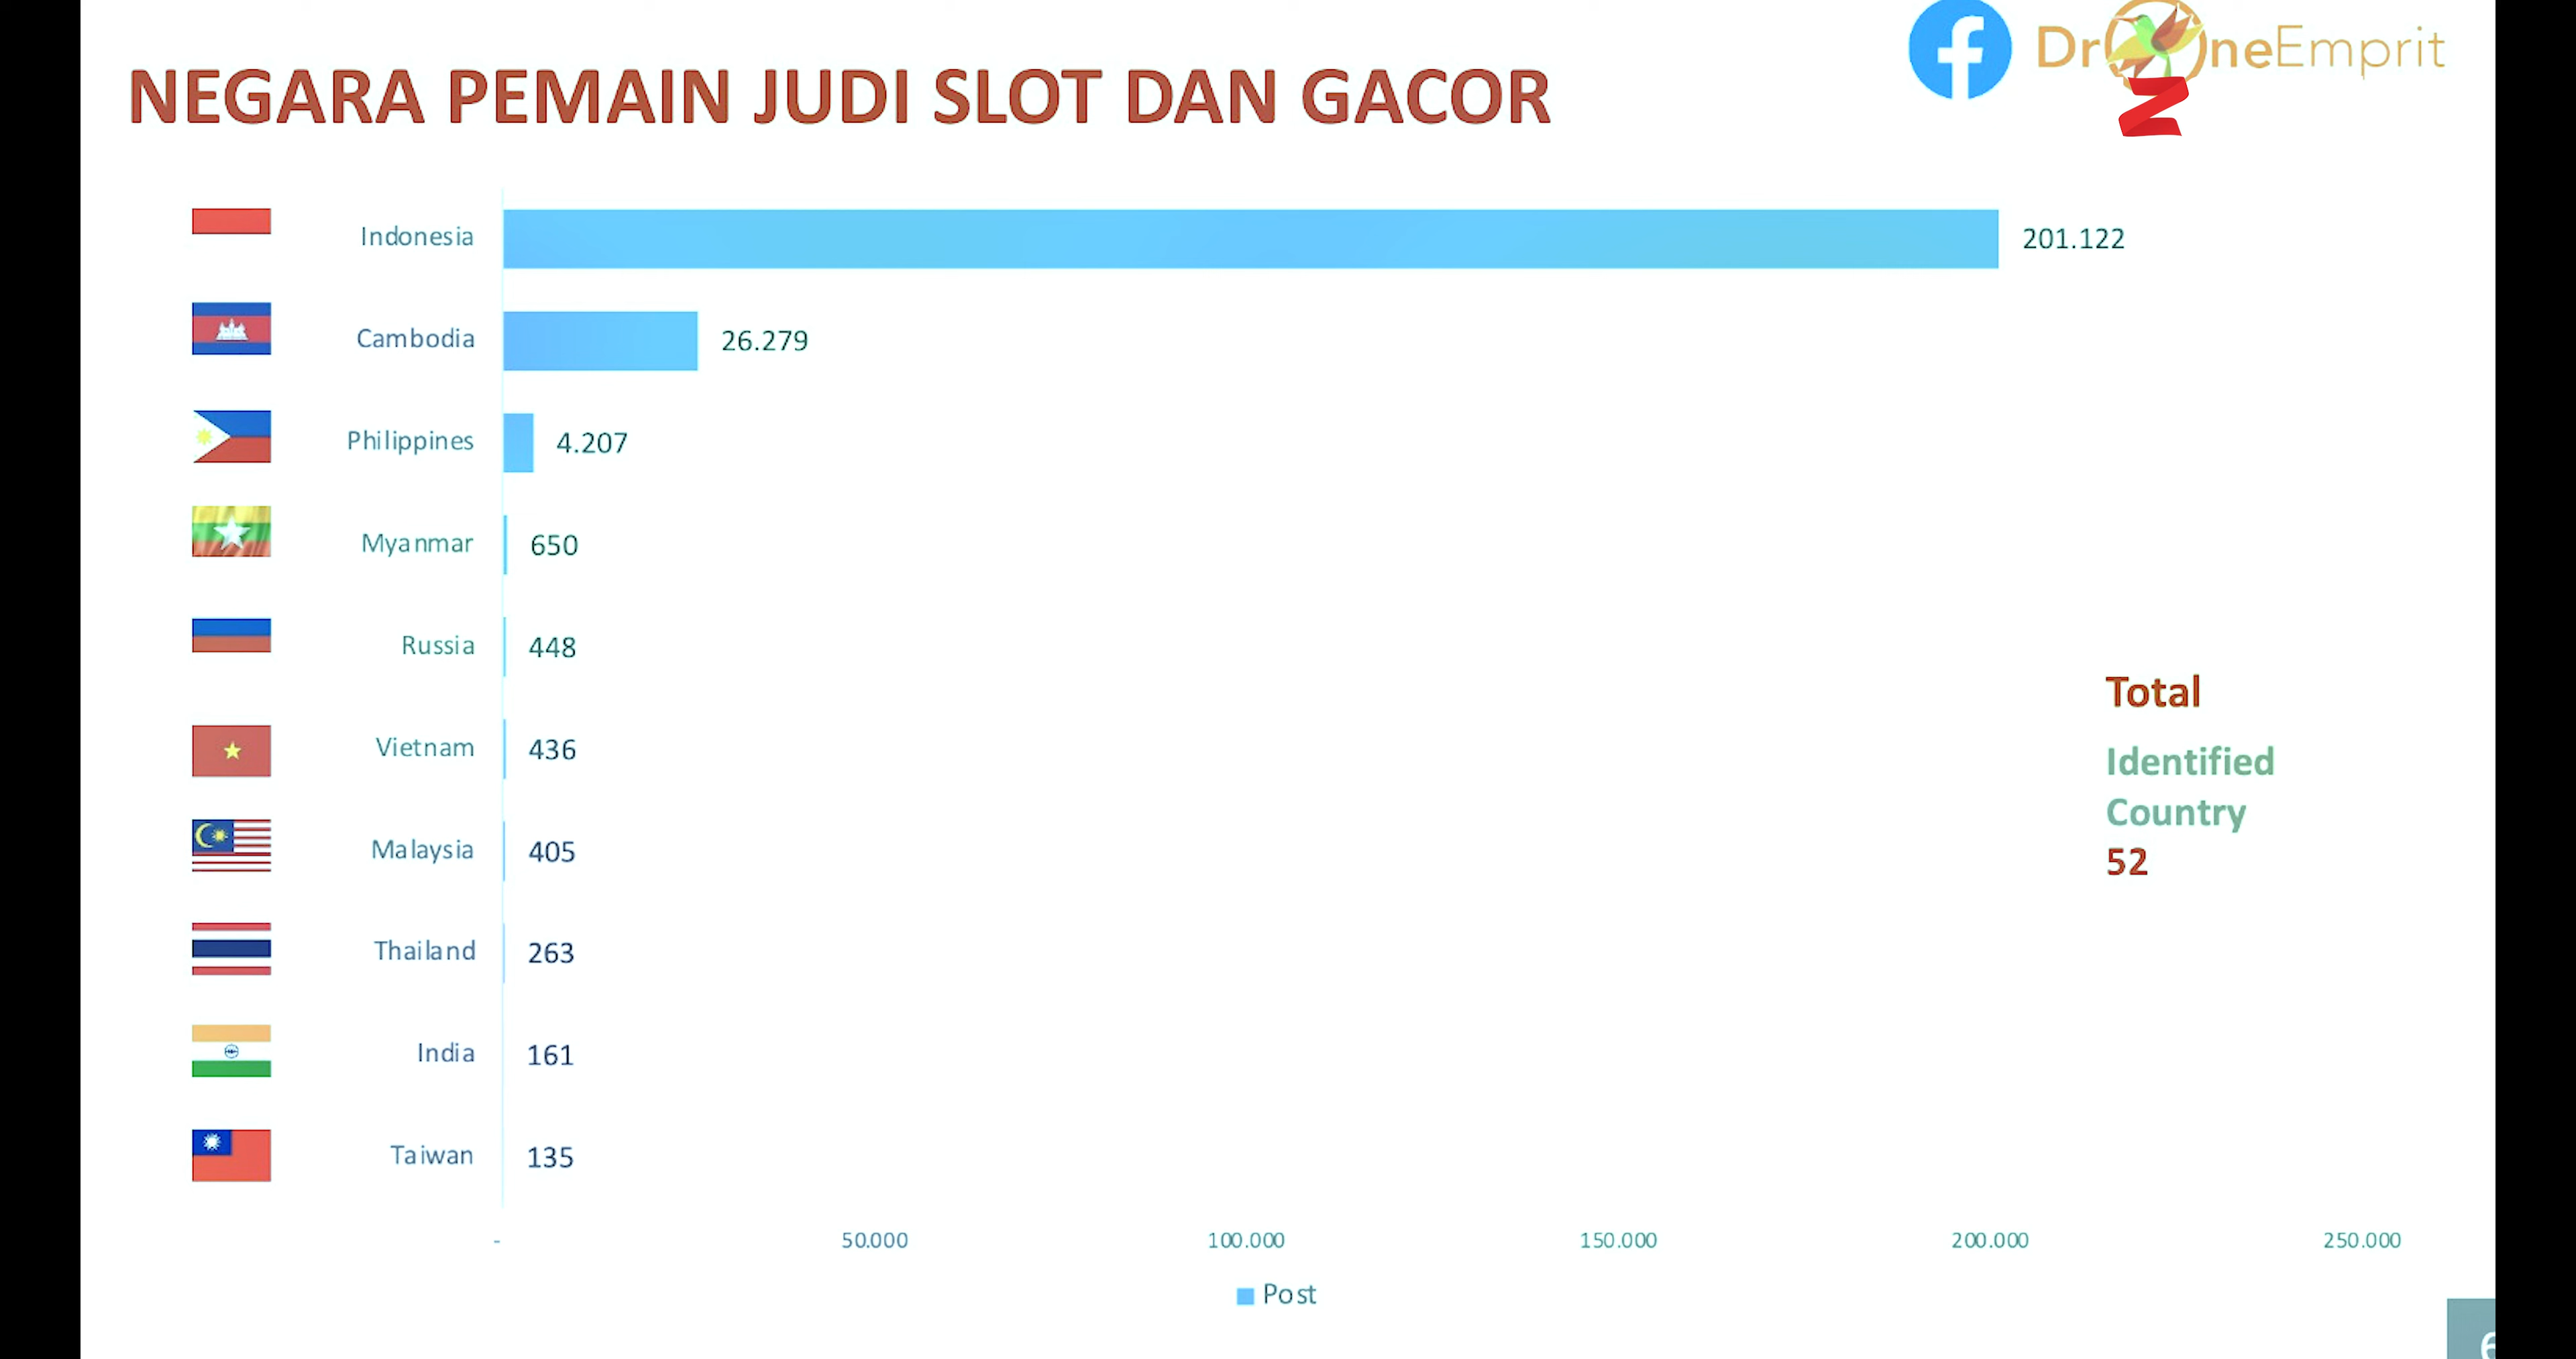 NEGARA PEMAIN JUDI SLOT DAN GACOR
DroneEmprit
Indonesia 201.122
Cambodia 26.279
Philippines 4.207
Myanmar 650
Russia 448
Vietnam 436
Malaysia 405
Thailand 263
India 161
Taiwan 135
Total
Identified
Country
52
- 50.000 100.000 150.000 200.000 250.000
Post